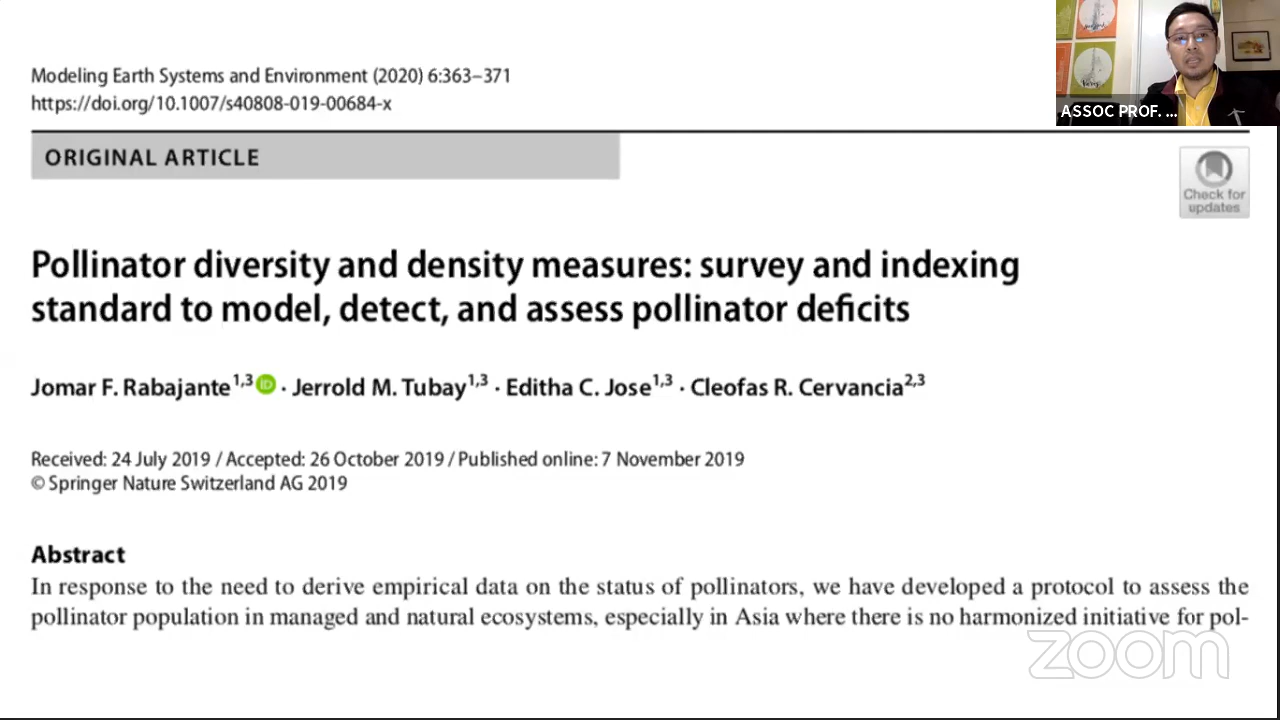 Modeling Earth Systems and Environment (2020) 6:363–371
https://doi.org/10.1007/s40808-019-00684-x
ASSOC PROF. ...
ORIGINAL ARTICLE
Check for
updates
Pollinator diversity and density measures: survey and indexing
standard to model, detect, and assess pollinator deficits
Jomar F. Rabajante1,3 iD · Jerrold M. Tubay1,3 · Editha C. Jose1,3 · Cleofas R. Cervancia2,3
Received: 24 July 2019 / Accepted: 26 October 2019 / Published online: 7 November 2019
© Springer Nature Switzerland AG 2019
Abstract
In response to the need to derive empirical data on the status of pollinators, we have developed a protocol to assess the
pollinator population in managed and natural ecosystems, especially in Asia where there is no harmonized initiative for pol-
zoom